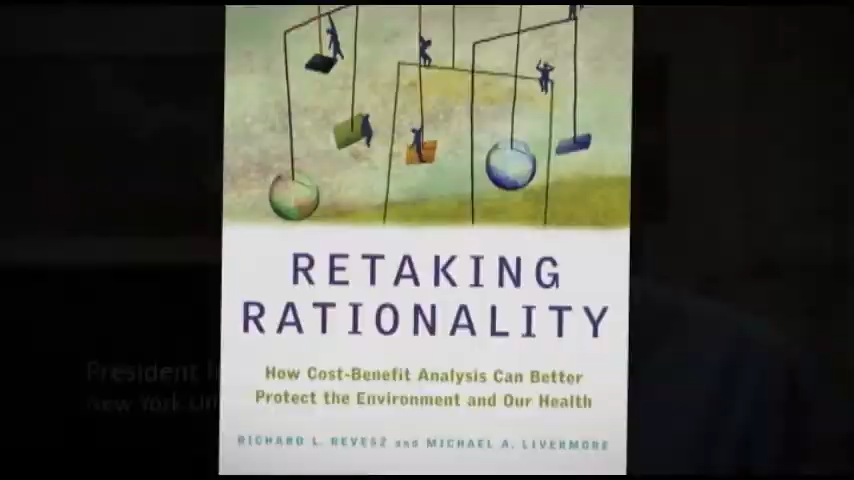 RETAKING
RATIONALITY
How Cost-Benefit Analysis Can Better
Protect the Environment and Our Health
RICHARD L. REVESZ and MICHAEL A. LIVERMORE
President
New York